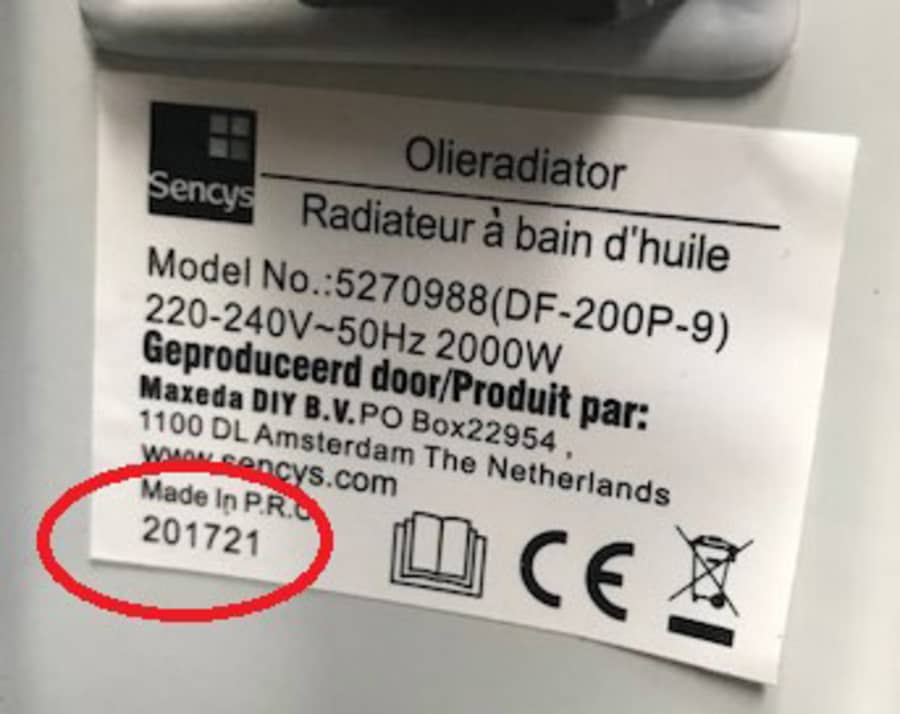 Sencys
Olieradiator
Radiateur à bain d'huile
Model No.:5270988(DF-200P-9)
220-240V~50Hz 2000W
Geproduceerd door/Produit par:
Maxeda DIY B.V.PO Box22954 ,
1100 DL Amsterdam The Netherlands
www.sencys.com
Made In P.R.C
201721
CE